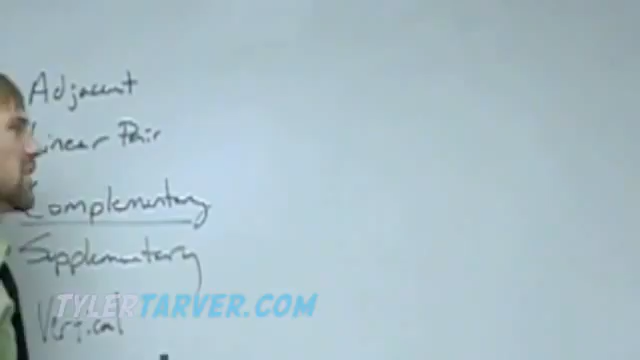 Adjacent
Linear Pair
Complementary
Supplementary
TYLERTARVER.COM
Vertical